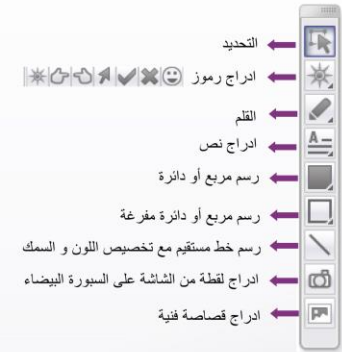 التحديد
ادراج رموز
القلم
ادراج نص
رسم مربع أو دائرة
رسم مربع أو دائرة مفرغة
رسم خط مستقيم مع تخصيص اللون و السمك
ادراج لقطة من الشاشة على السبورة البيضاء
ادراج قصاصة فنية